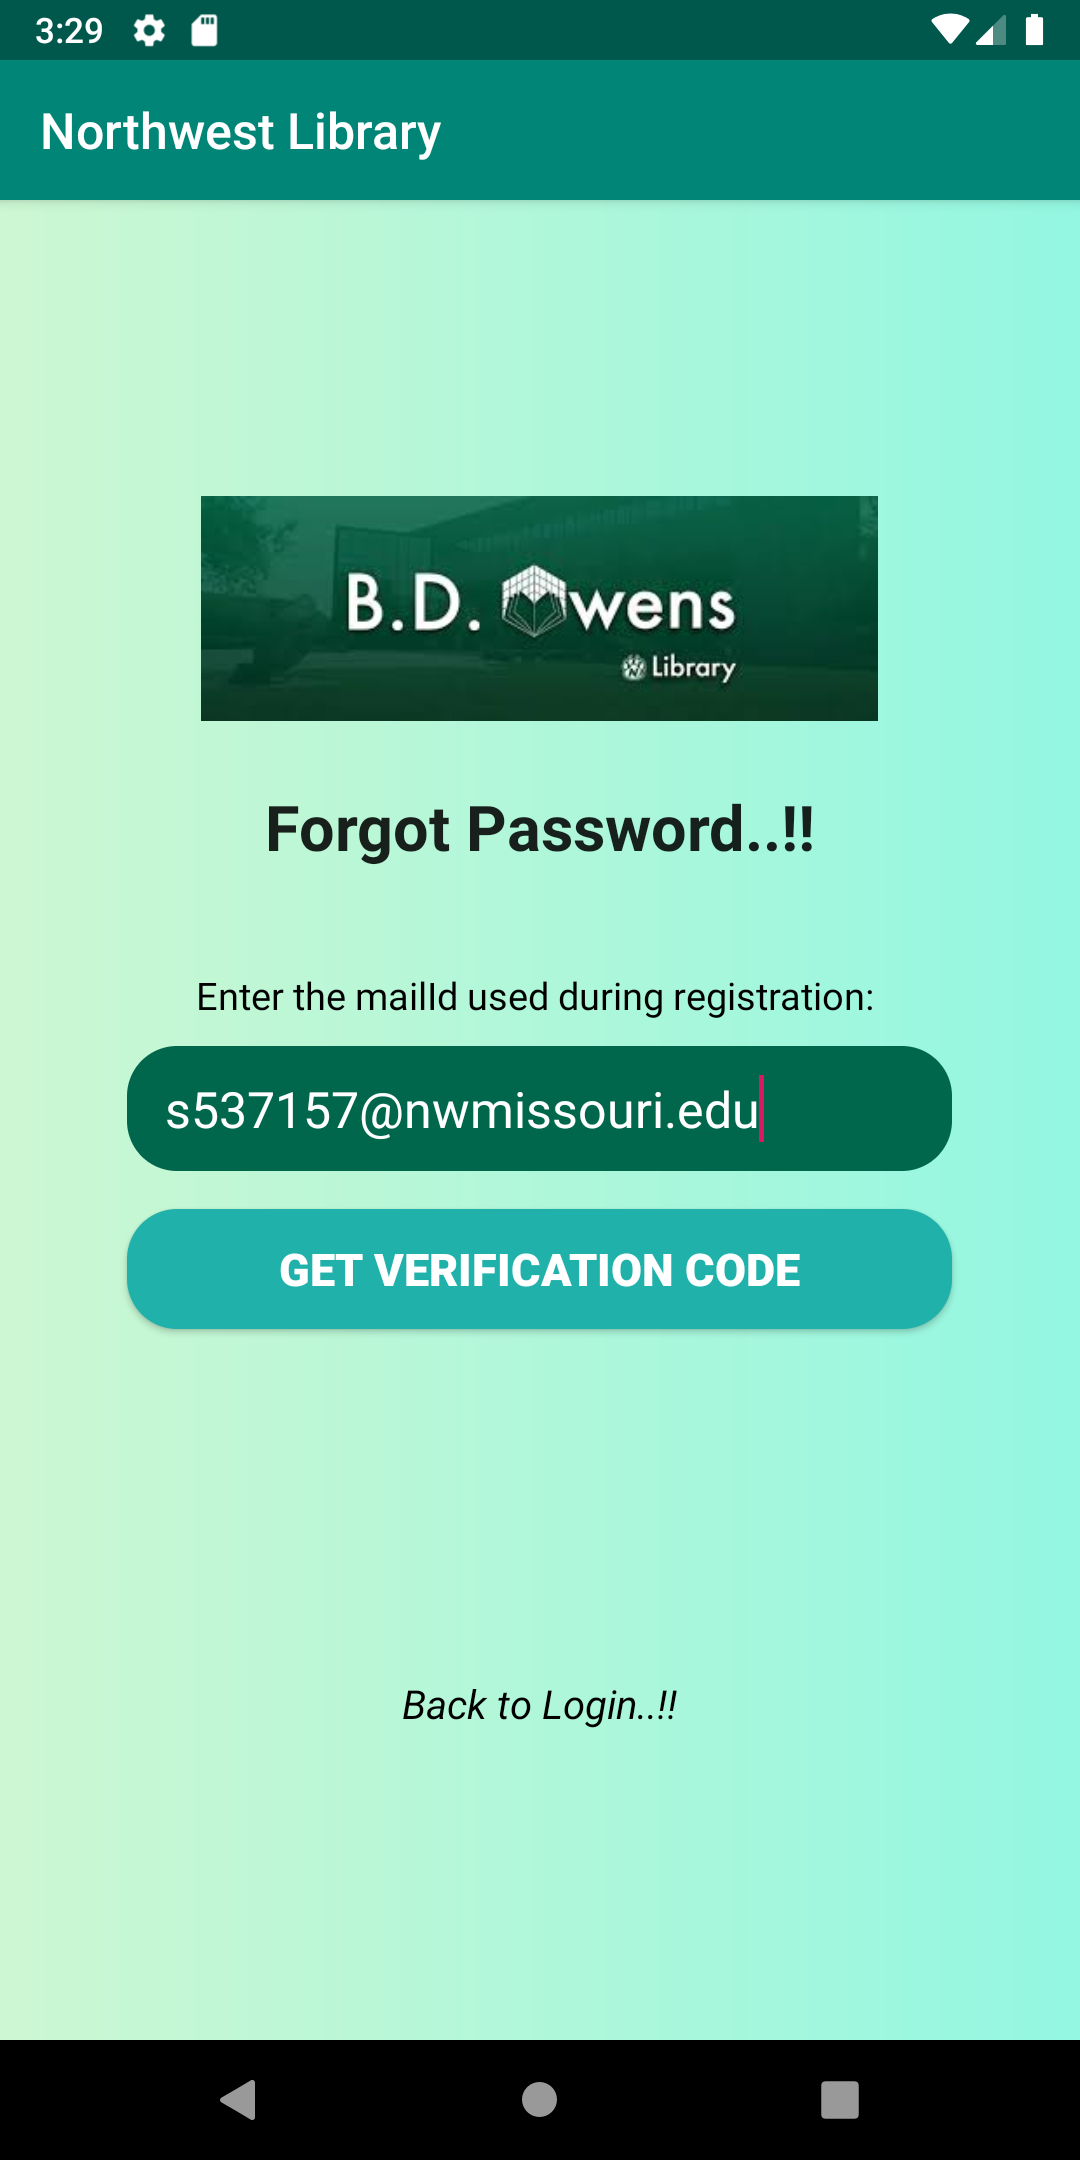 3:29
Northwest Library
B.D. Owens
Library
Forgot Password..!!
Enter the mailId used during registration:
s537157@nwmissouri.edu
GET VERIFICATION CODE
Back to Login..!!